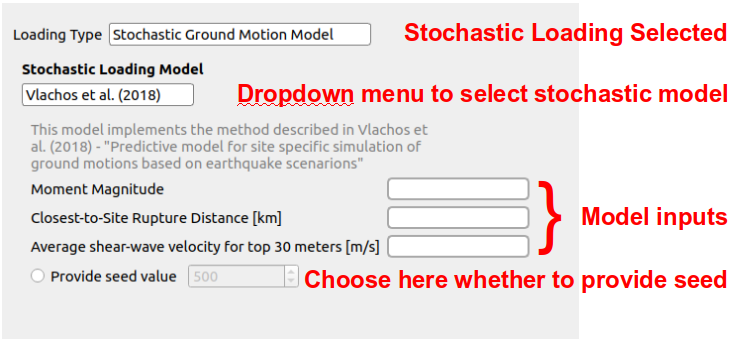 Loading Type Stochastic Ground Motion Model Stochastic Loading Selected
Stochastic Loading Model
Vlachos et al. (2018) Dropdown menu to select stochastic model
This model implements the method described in Vlachos et
al. (2018) - "Predictive model for site specific simulation of
ground motions based on earthquake scenarions"
Moment Magnitude
Closest-to-Site Rupture Distance [km] Model inputs
Average shear-wave velocity for top 30 meters [m/s]
Provide seed value 500 Choose here whether to provide seed